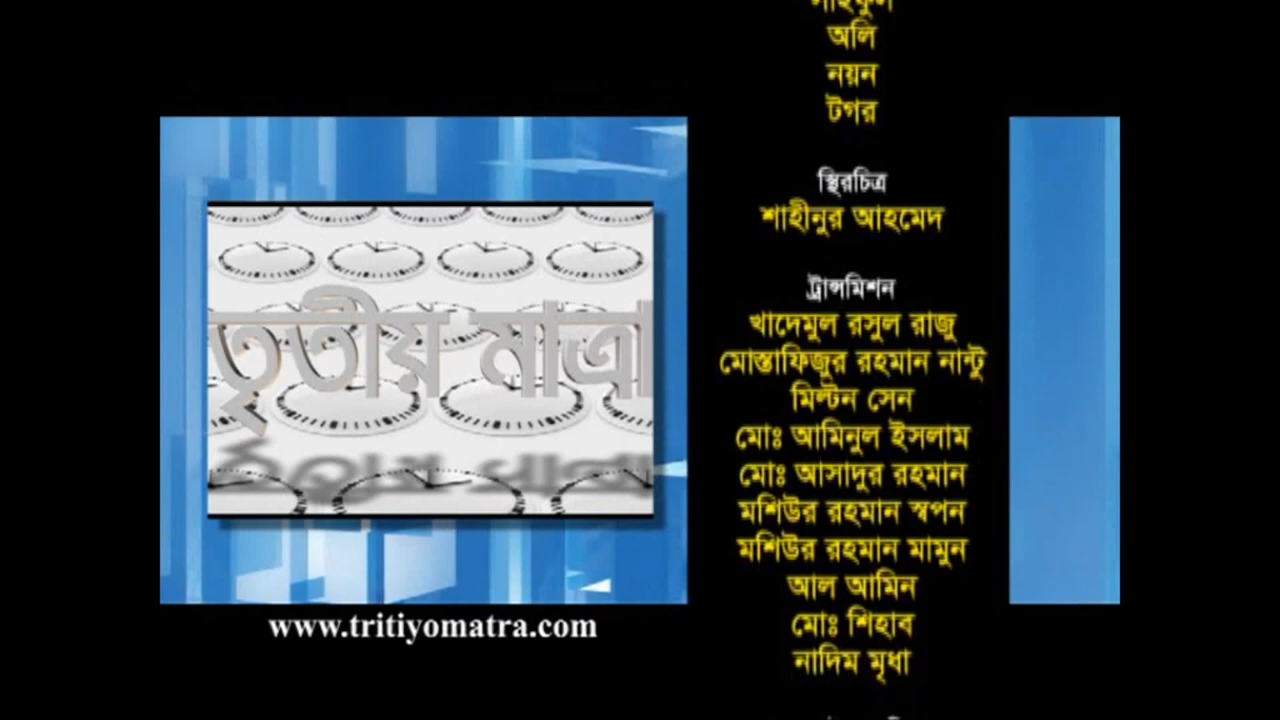 তৃতীয় মাত্রা
www.tritiyomatra.com
অলি
নয়ন
টগর
স্থিরচিত্র
শাহীনুর আহমেদ
ট্রান্সমিশন
খাদেমুল রসুল রাজু
মোস্তাফিজুর রহমান নান্টু
মিল্টন সেন
মোঃ আমিনুল ইসলাম
মোঃ আসাদুর রহমান
মশিউর রহমান স্বপন
মশিউর রহমান মামুন
আল আমিন
মোঃ শিহাব
নাদিম মৃধা